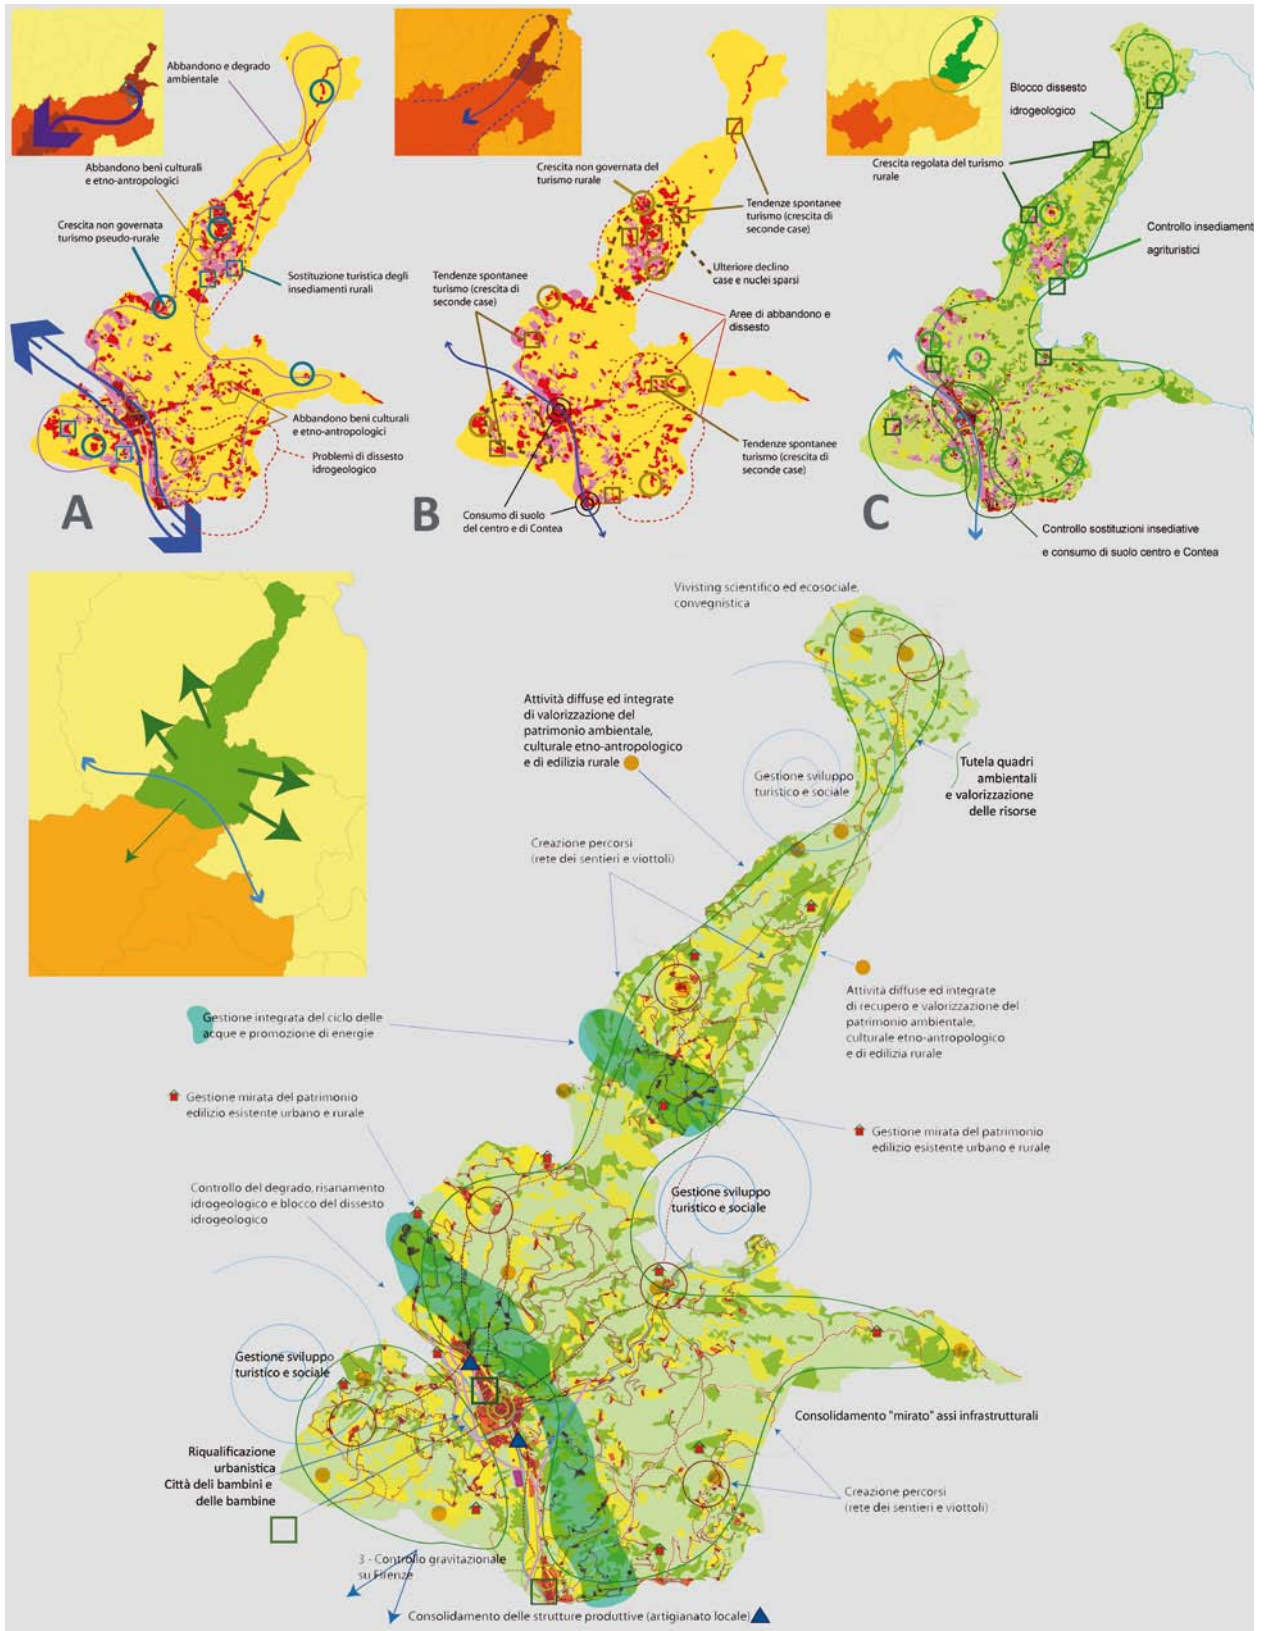 Abbandono e degrado
ambientale
Abbandono beni culturali
e etno-antropologici
Crescita non governata
turismo pseudo-rurale
Sostituzione turistica degli
insediamenti rurali
Abbandono beni culturali
e etno-antropologici
Problemi di dissesto
idrogeologico
A
Crescita non governata del
turismo rurale
Tendenze spontanee
turismo (crescita di
seconde case)
Ulteriore declino
case e nuclei sparsi
Tendenze spontanee
turismo (crescita di
seconde case)
Aree di abbandono e
dissesto
Tendenze spontanee
turismo (crescita di
seconde case)
Consumo di suolo
del centro e di Contea
B
Blocco dissesto
idrogeologico
Crescita regolata del turismo
rurale
Controllo insediament
agrituristici
Controllo sostituzioni insediative
e consumo di suolo centro e Contea
C
Vivisting scientifico ed ecosociale,
convegnistica
Attività diffuse ed integrate
di valorizzazione del
patrimonio ambientale,
culturale etno-antropologico
e di edilizia rurale
Gestione sviluppo
turistico e sociale
Tutela quadri
ambientali
e valorizzazione
delle risorse
Creazione percorsi
(rete dei sentieri e viottoli)
Attività diffuse ed integrate
di recupero e valorizzazione del
patrimonio ambientale,
culturale etno-antropologico
e di edilizia rurale
Gestione integrata del ciclo delle
acque e promozione di energie
Gestione mirata del patrimonio
edilizio esistente urbano e rurale
Gestione mirata del patrimonio
edilizio esistente urbano e rurale
Controllo del degrado, risanamento
idrogeologico e blocco del dissesto
idrogeologico
Gestione sviluppo
turistico e sociale
Gestione sviluppo
turistico e sociale
Consolidamento "mirato" assi infrastrutturali
Riqualificazione
urbanistica
Città deli bambini e
delle bambine
Creazione percorsi
(rete dei sentieri e viottoli)
3 - Controllo gravitazionale
su Firenze
Consolidamento delle strutture produttive (artigianato locale)